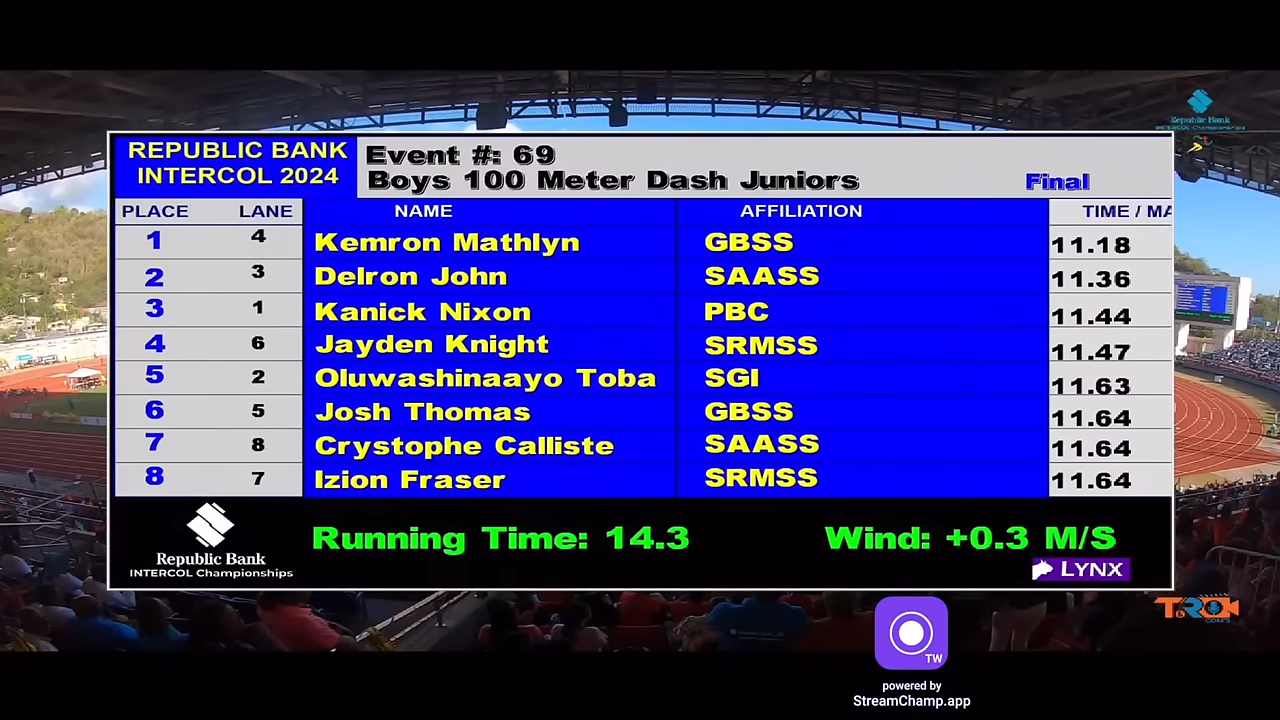 REPUBLIC BANK
INTERCOL 2024
Event #: 69
Boys 100 Meter Dash Juniors
Final
PLACE LANE NAME AFFILIATION TIME / MA
1 4 Kemron Mathlyn GBSS 11.18
2 3 Delron John SAASS 11.36
3 1 Kanick Nixon PBC 11.44
4 6 Jayden Knight SRMSS 11.47
5 2 Oluwashinaayo Toba SGI 11.63
6 5 Josh Thomas GBSS 11.64
7 8 Crystophe Calliste SAASS 11.64
8 7 Izion Fraser SRMSS 11.64
Republic Bank
INTERCOL Championships
Running Time: 14.3
Wind: +0.3 M/S
LYNX
Republic Bank
INTERCOL Championships
TW
powered by
StreamChamp.app